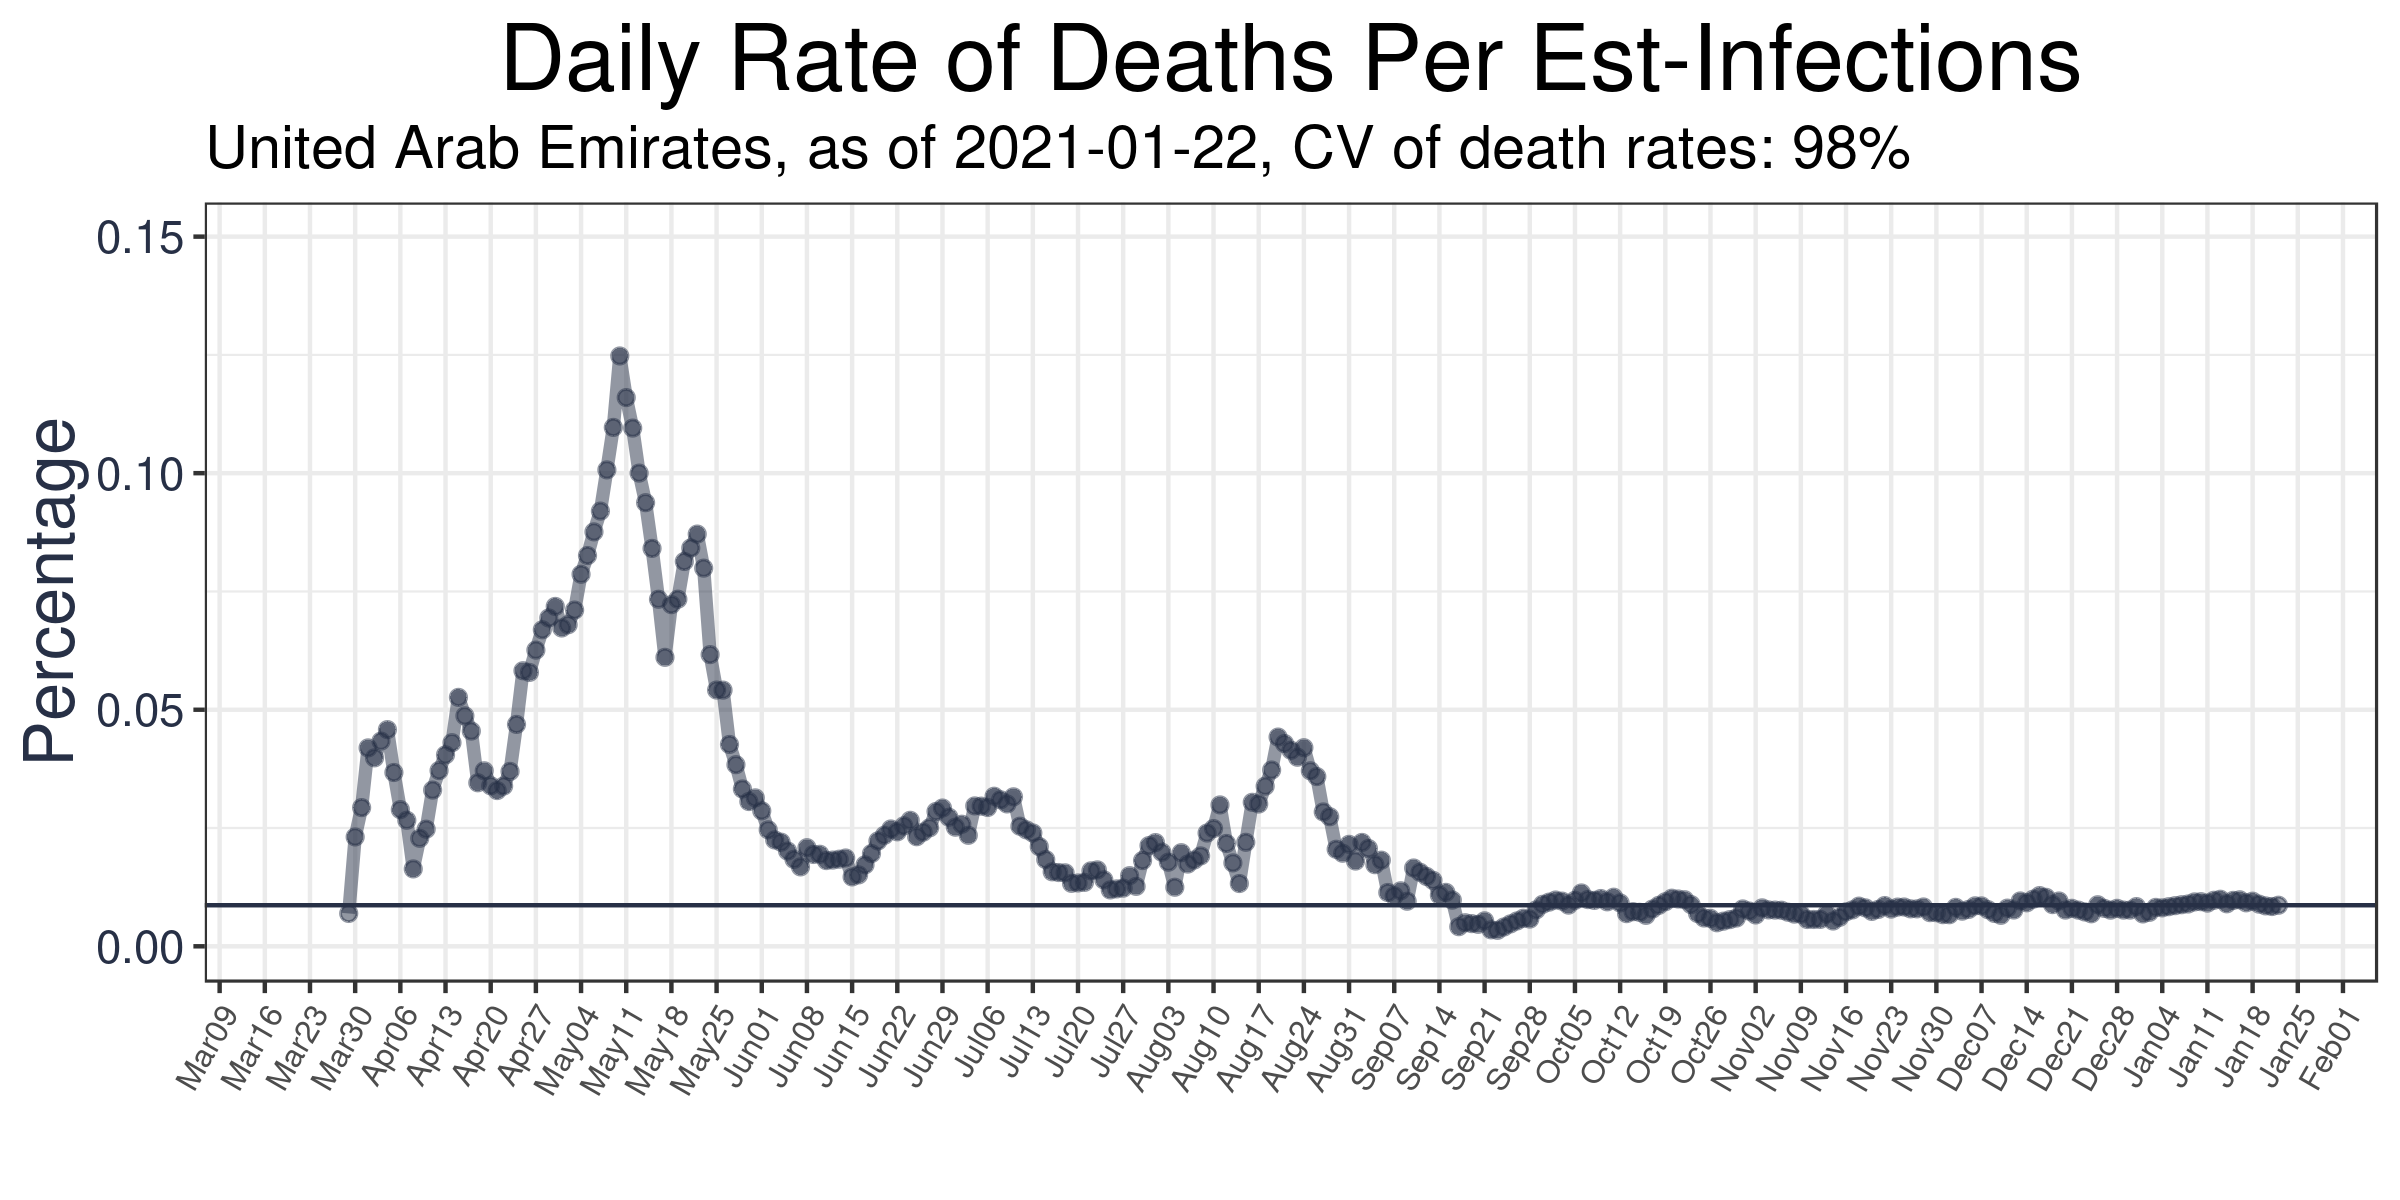 Daily Rate of Deaths Per Est-Infections
United Arab Emirates, as of 2021-01-22, CV of death rates: 98%
Percentage
0.15
0.10
0.05
0.00
Mar09 Mar16 Mar23 Mar30 Apr06 Apr13 Apr20 Apr27 May04 May11 May18 May25 Jun01 Jun08 Jun15 Jun22 Jun29 Jul06 Jul13 Jul20 Jul27 Aug03 Aug10 Aug17 Aug24 Aug31 Sep07 Sep14 Sep21 Sep28 Oct05 Oct12 Oct19 Oct26 Nov02 Nov09 Nov16 Nov23 Nov30 Dec07 Dec14 Dec21 Dec28 Jan04 Jan11 Jan18 Jan25 Feb01